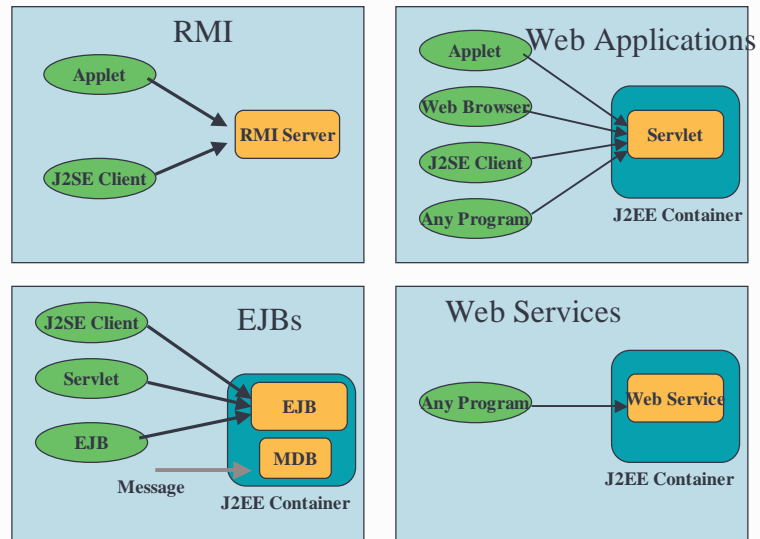 RMI
Applet
RMI Server
J2SE Client
Web Applications
Applet
Web Browser
Servlet
J2SE Client
Any Program
J2EE Container
EJBs
J2SE Client
Servlet
EJB
EJB
MDB
Message
J2EE Container
Web Services
Any Program
Web Service
J2EE Container